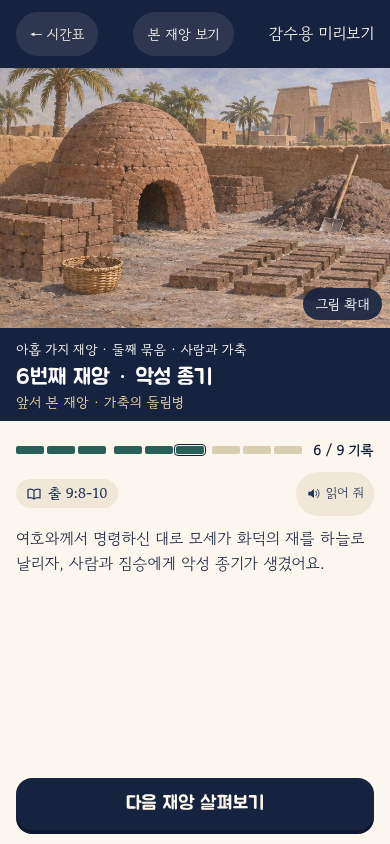 ← 시간표
본 재앙 보기
감수용 미리보기
그림 확대
아홉 가지 재앙 · 둘째 묶음 · 사람과 가축
6번째 재앙 · 악성 종기
앞서 본 재앙 · 가축의 돌림병
6 / 9 기록
출 9:8-10
읽어 줘
여호와께서 명령하신 대로 모세가 화덕의 재를 하늘로
날리자, 사람과 짐승에게 악성 종기가 생겼어요.
다음 재앙 살펴보기